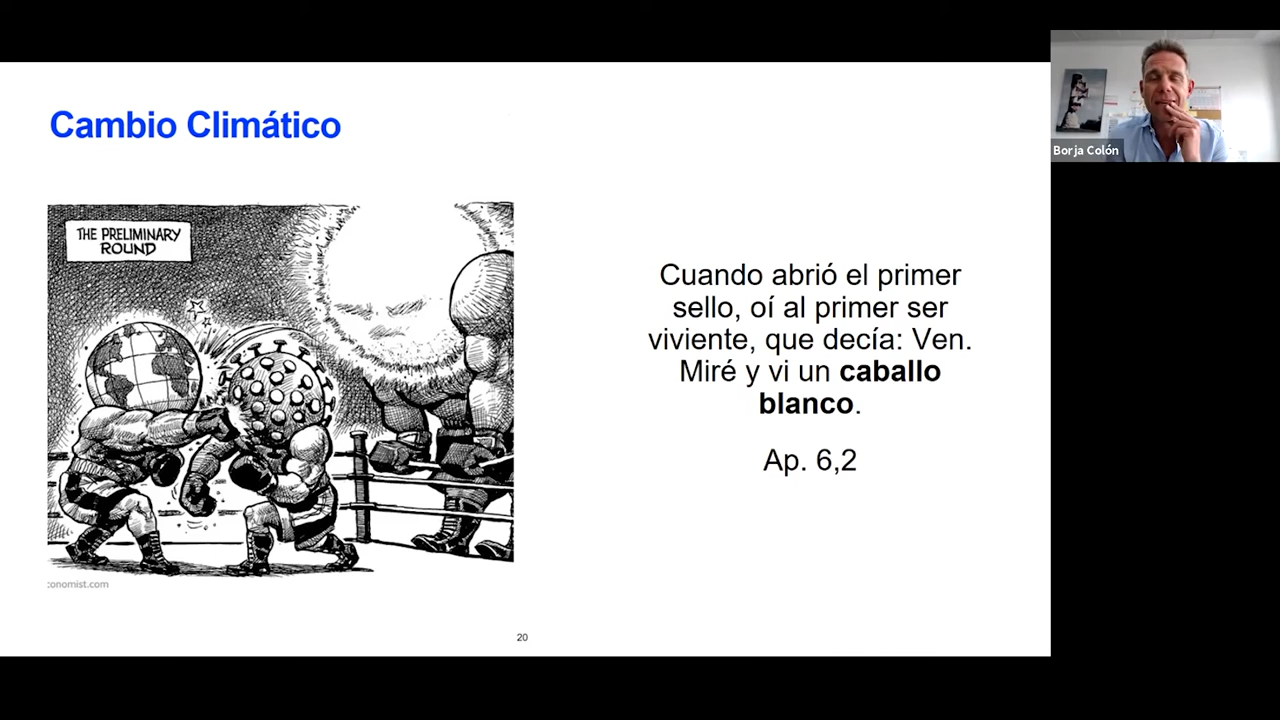 Cambio Climático
THE PRELIMINARY
ROUND
Cuando abrió el primer
sello, oí al primer ser
viviente, que decía: Ven.
Miré y vi un caballo
blanco.
Ap. 6,2
conomist.com
20
Borja Colón